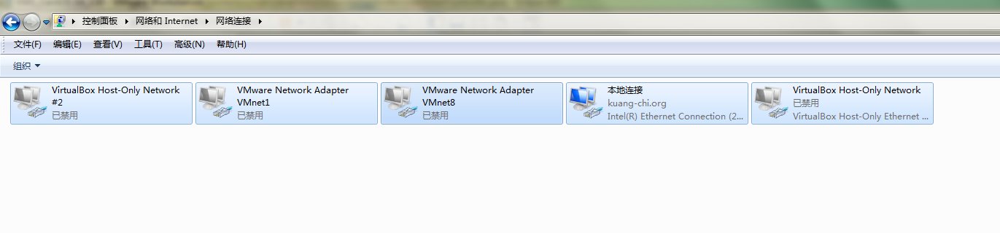 控制面板 网络和 Internet 网络连接
文件(F) 编辑(E) 查看(V) 工具(T) 高级(N) 帮助(H)
组织
VirtualBox Host-Only Network
#2
已禁用
VMware Network Adapter
VMnet1
已禁用
VMware Network Adapter
VMnet8
已禁用
本地连接
kuang-chi.org
Intel(R) Ethernet Connection (2...
VirtualBox Host-Only Network
已禁用
VirtualBox Host-Only Ethernet ...